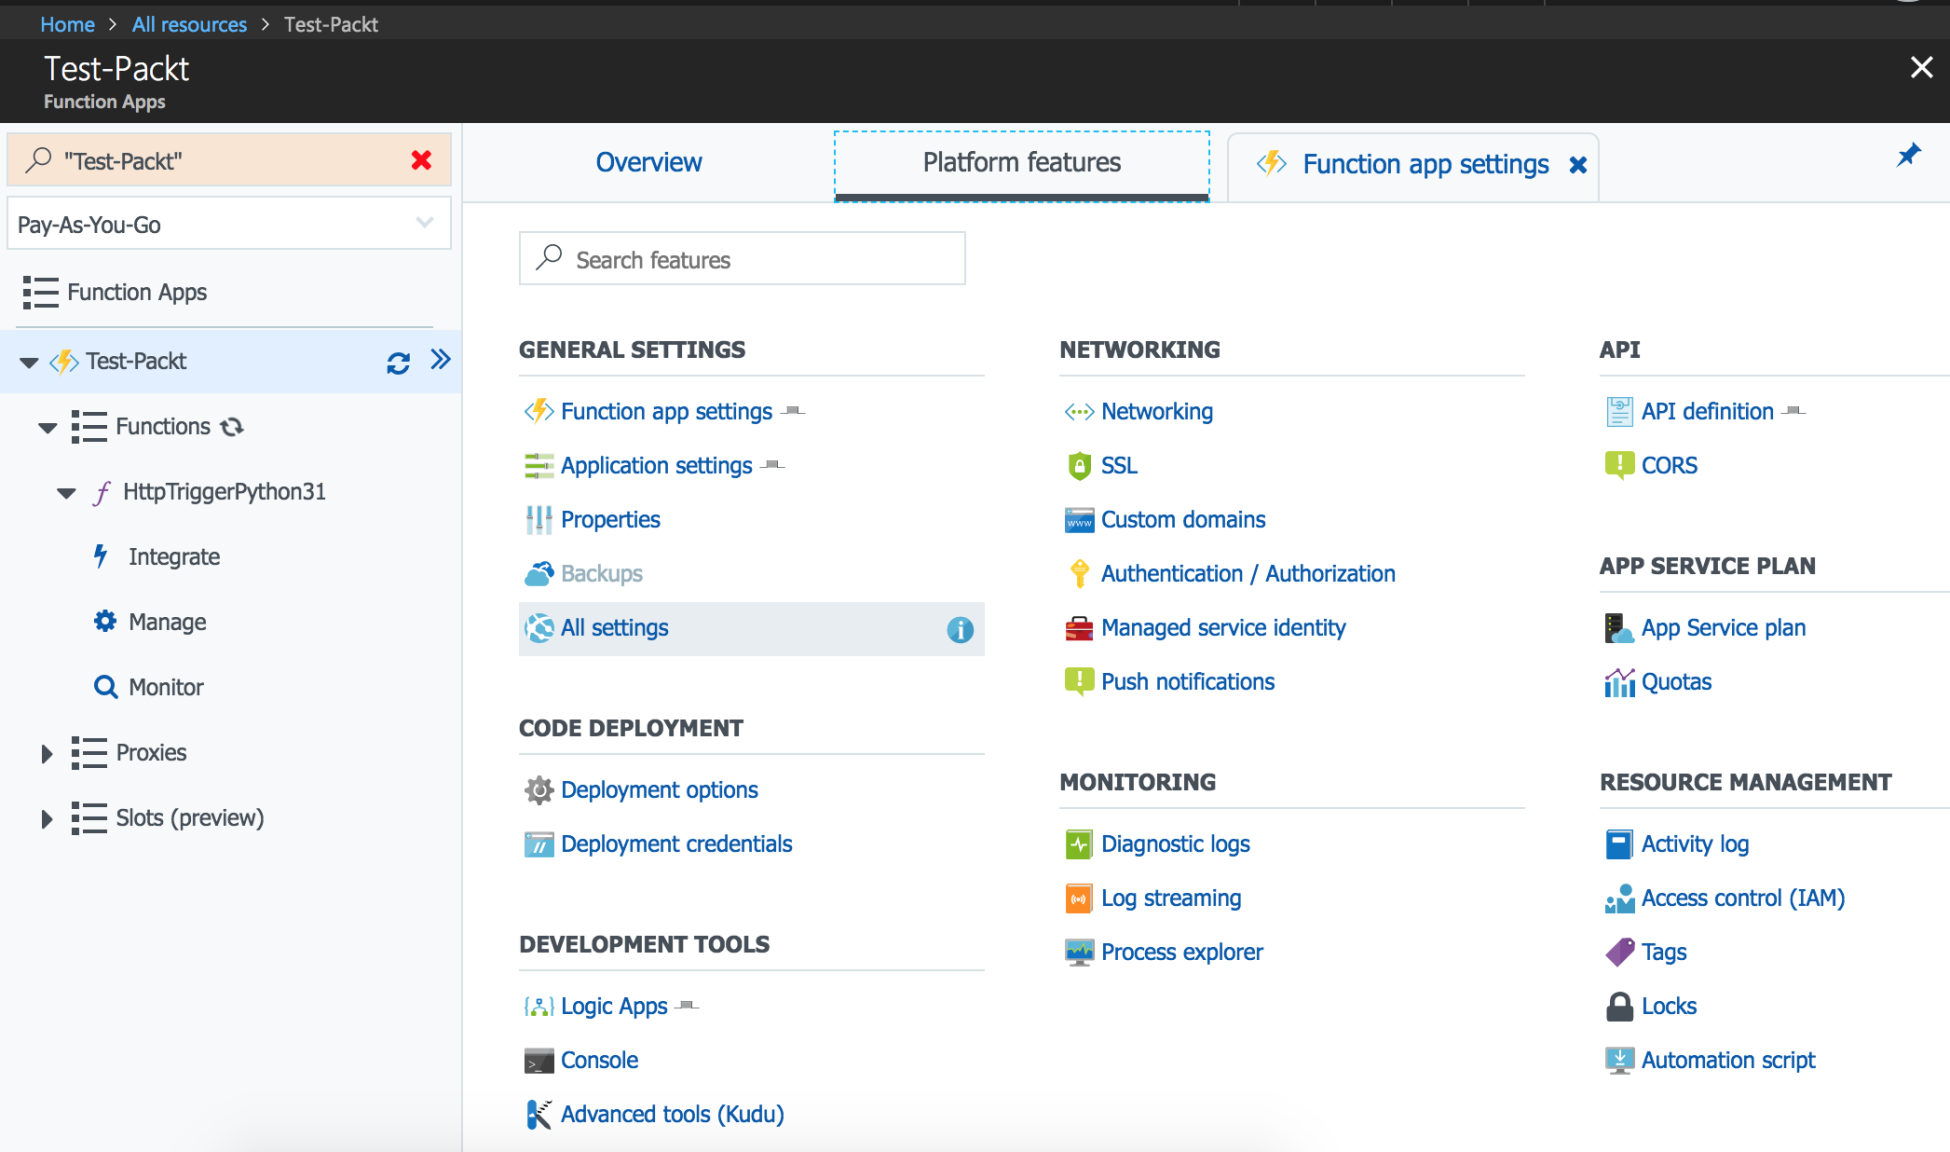 Home > All resources > Test-Packt
Test-Packt
Function Apps
"Test-Packt"
Pay-As-You-Go
Function Apps
Test-Packt
Functions
HttpTriggerPython31
Integrate
Manage
Monitor
Proxies
Slots (preview)
Overview
Platform features
Function app settings
Search features
GENERAL SETTINGS
Function app settings
Application settings
Properties
Backups
All settings
CODE DEPLOYMENT
Deployment options
Deployment credentials
DEVELOPMENT TOOLS
Logic Apps
Console
Advanced tools (Kudu)
NETWORKING
Networking
SSL
Custom domains
Authentication / Authorization
Managed service identity
Push notifications
MONITORING
Diagnostic logs
Log streaming
Process explorer
API
API definition
CORS
APP SERVICE PLAN
App Service plan
Quotas
RESOURCE MANAGEMENT
Activity log
Access control (IAM)
Tags
Locks
Automation script